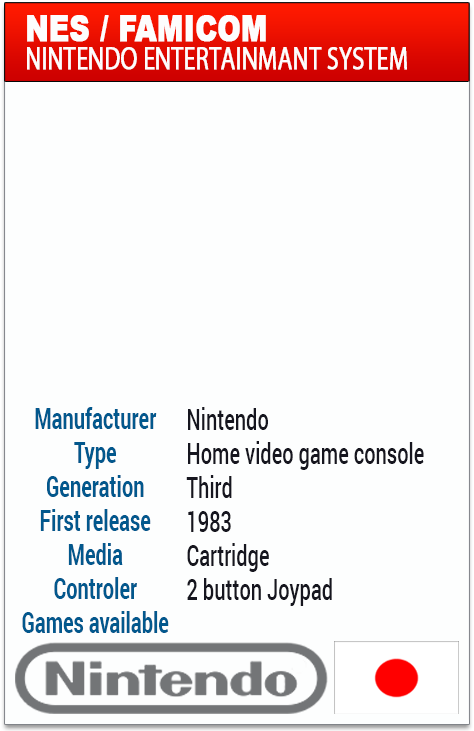 NES / FAMICOM
NINTENDO ENTERTAINMANT SYSTEM
Manufacturer Nintendo
Type Home video game console
Generation Third
First release 1983
Media Cartridge
Controler 2 button Joypad
Games available
Nintendo